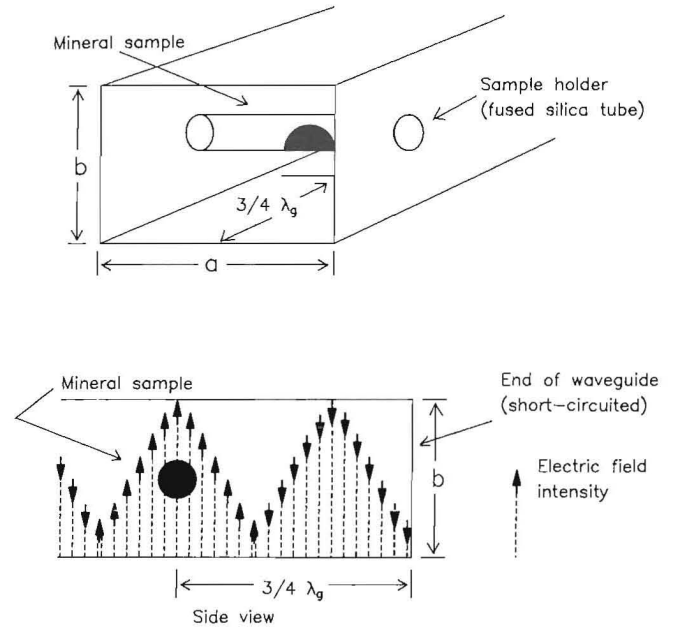 Mineral sample
Sample holder
(fused silica tube)
b
3/4 λg
a
Mineral sample
End of waveguide
(short-circuited)
b
Electric field
intensity
3/4 λg
Side view